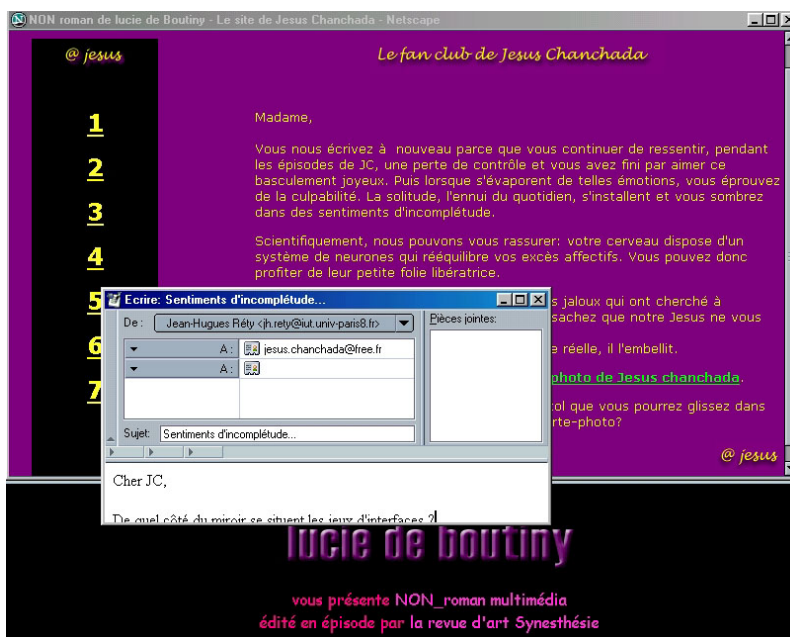 NON roman de lucie de Boutiny - Le site de Jesus Chanchada - Netscape
@ jesus
Le fan club de Jesus Chanchada
1
2
3
4
5
6
7
Madame,
Vous nous écrivez à nouveau parce que vous continuer de ressentir, pendant
les épisodes de JC, une perte de contrôle et vous avez fini par aimer ce
basculement joyeux. Puis lorsque s'évaporent de telles émotions, vous éprouvez
de la culpabilité. La solitude, l'ennui du quotidien, s'installent et vous sombrez
dans des sentiments d'incomplétude.
Scientifiquement, nous pouvons vous rassurer: votre cerveau dispose d'un
système de neurones qui rééquilibre vos excès affectifs. Vous pouvez donc
profiter de leur petite folie libératrice.
jaloux qui ont cherché à
sachez que notre Jesus ne vous
réelle, il l'embellit.
photo de Jesus chanchada.
que vous pourrez glissez dans
rte-photo?
@ jesus
Ecrire: Sentiments d'incomplétude...
De : Jean-Hugues Réty <jh.rety@iut.univ-paris8.fr>
Pièces jointes:
A : jesus.chanchada@free.fr
A :
Sujet: Sentiments d'incomplétude...
Cher JC,
De quel côté du miroir se situent les jeux d'interfaces ?
lucie de boutiny
vous présente NON_roman multimédia
édité en épisode par la revue d'art Synesthésie